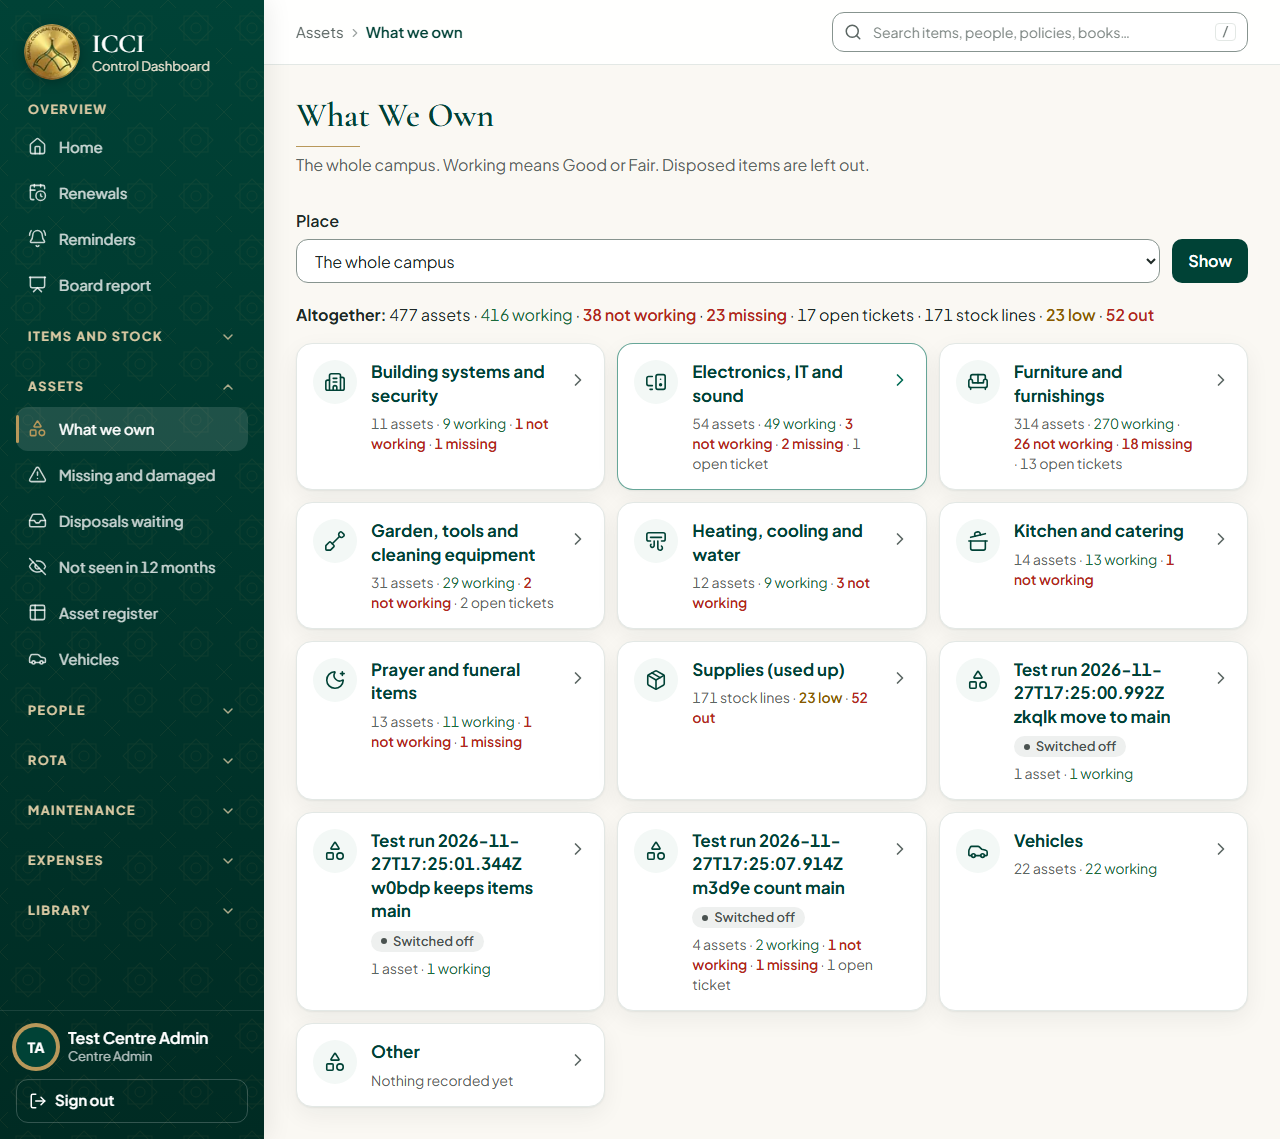 ICCI
Control Dashboard
OVERVIEW
Home
Renewals
Reminders
Board report
ITEMS AND STOCK
ASSETS
What we own
Missing and damaged
Disposals waiting
Not seen in 12 months
Asset register
Vehicles
PEOPLE
ROTA
MAINTENANCE
EXPENSES
LIBRARY
TA
Test Centre Admin
Centre Admin
Sign out
Assets > What we own
Search items, people, policies, books... /
What We Own
The whole campus. Working means Good or Fair. Disposed items are left out.
Place
The whole campus
Show
Altogether: 477 assets · 416 working · 38 not working · 23 missing · 17 open tickets · 171 stock lines · 23 low · 52 out
Building systems and
security
11 assets · 9 working · 1 not
working · 1 missing
Electronics, IT and
sound
54 assets · 49 working · 3
not working · 2 missing · 1
open ticket
Furniture and
furnishings
314 assets · 270 working ·
26 not working · 18 missing
· 13 open tickets
Garden, tools and
cleaning equipment
31 assets · 29 working · 2
not working · 2 open tickets
Heating, cooling and
water
12 assets · 9 working · 3 not
working
Kitchen and catering
14 assets · 13 working · 1
not working
Prayer and funeral
items
13 assets · 11 working · 1
not working · 1 missing
Supplies (used up)
171 stock lines · 23 low · 52
out
Test run 2026-11-
27T17:25:00.992Z
zkqlk move to main
Switched off
1 asset · 1 working
Test run 2026-11-
27T17:25:01.344Z
w0bdp keeps items
main
Switched off
1 asset · 1 working
Test run 2026-11-
27T17:25:07.914Z
m3d9e count main
Switched off
4 assets · 2 working · 1 not
working · 1 missing · 1 open
ticket
Vehicles
22 assets · 22 working
Other
Nothing recorded yet